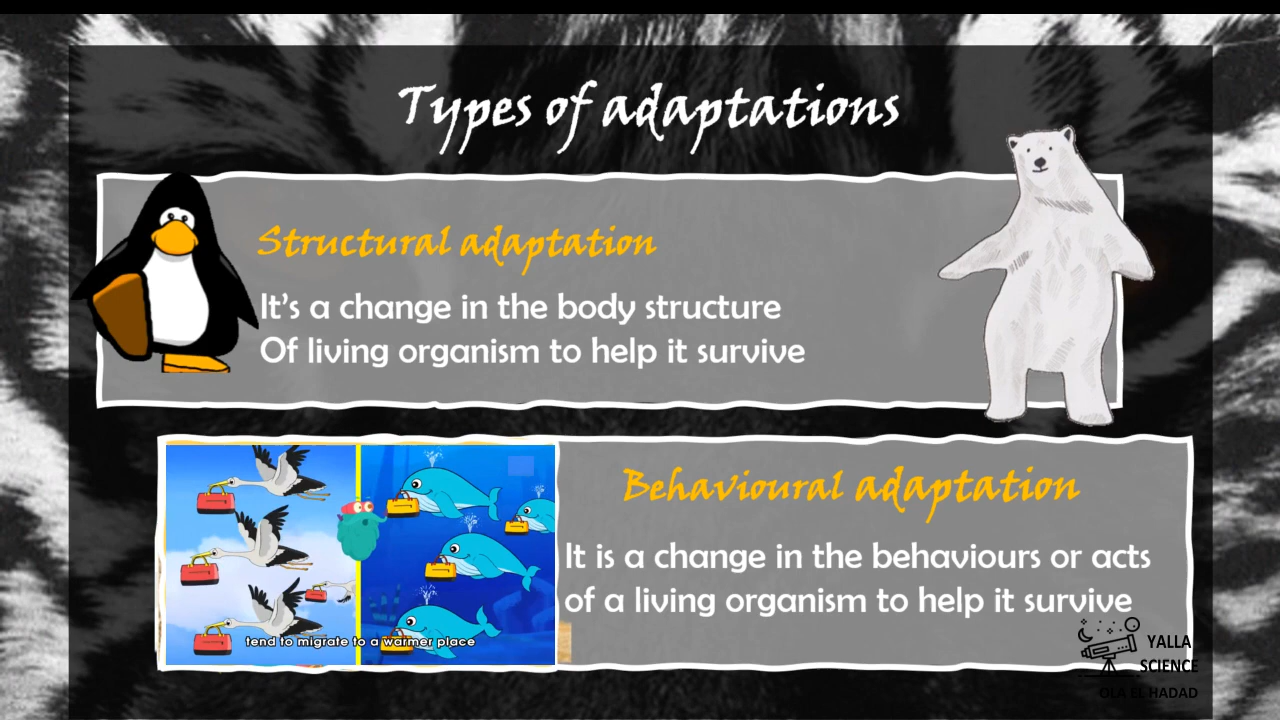 Types of adaptations
Structural adaptation
It's a change in the body structure
Of living organism to help it survive
Behavioural adaptation
It is a change in the behaviours or acts
of a living organism to help it survive
tend to migrate to a warmer place
YALLA
SCIENCE
OLA EL HADAD